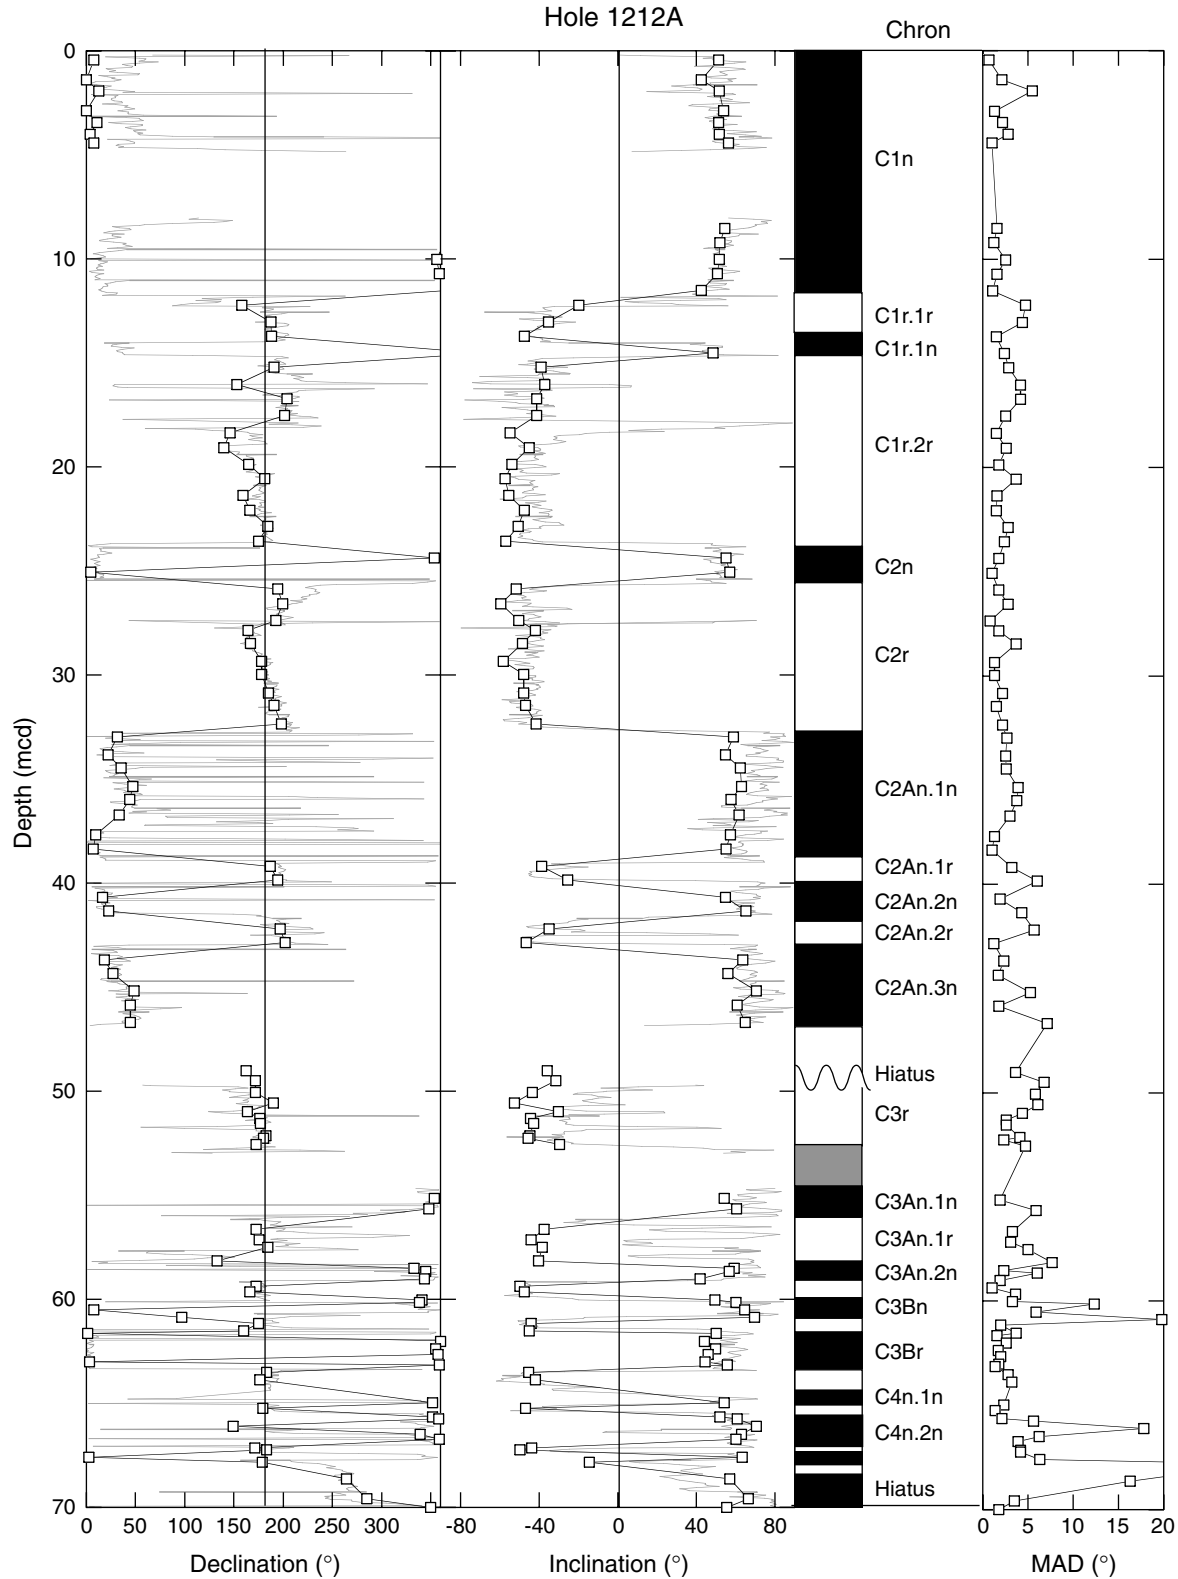 Hole 1212A
Chron
0
10
20
30
40
50
60
70
Depth (mcd)
C1n
C1r.1r
C1r.1n
C1r.2r
C2n
C2r
C2An.1n
C2An.1r
C2An.2n
C2An.2r
C2An.3n
Hiatus
C3r
C3An.1n
C3An.1r
C3An.2n
C3Bn
C3Br
C4n.1n
C4n.2n
Hiatus
0 50 100 150 200 250 300
-80 -40 0 40 80
0 5 10 15 20
Declination (°)
Inclination (°)
MAD (°)